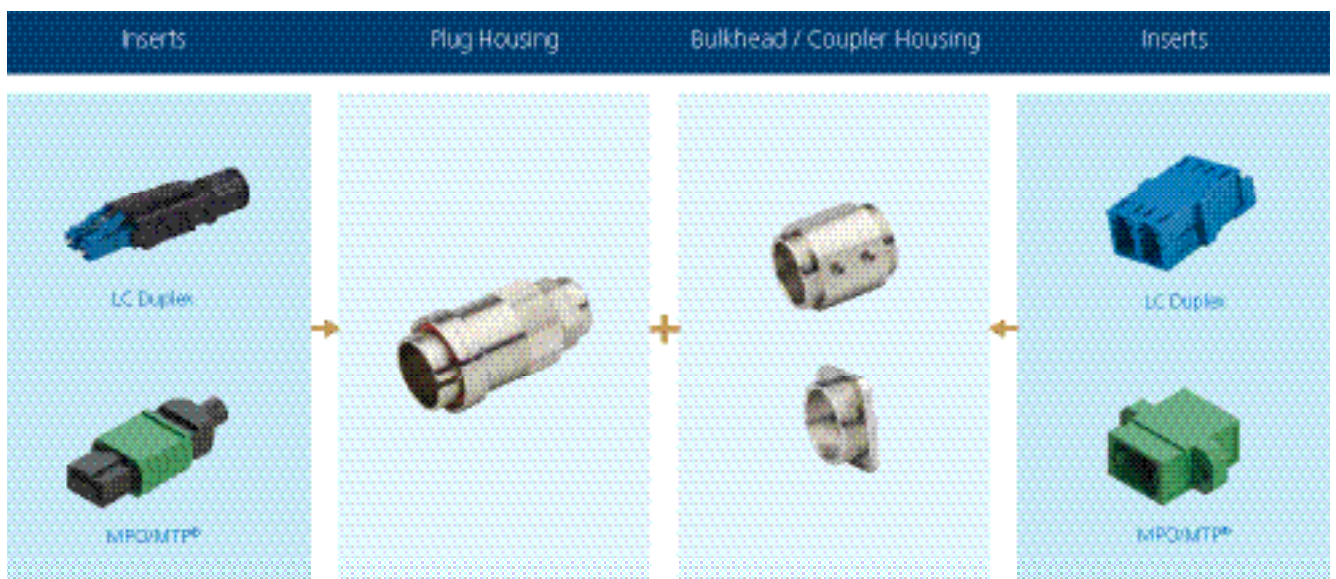 Inserts
Plug Housing
Bulkhead / Coupler Housing
Inserts
LC Duplex
MPO/MTP®
LC Duplex
MPO/MTP®